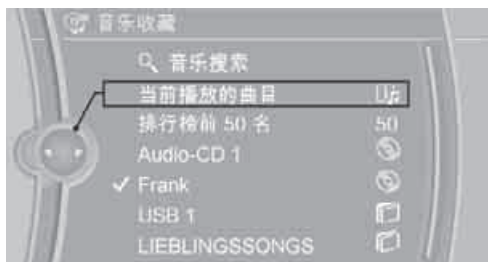 音乐收藏
音乐搜索
当前播放的曲目
排行榜前 50 名 50
Audio-CD 1
Frank
USB 1
LIEBLINGSSONGS